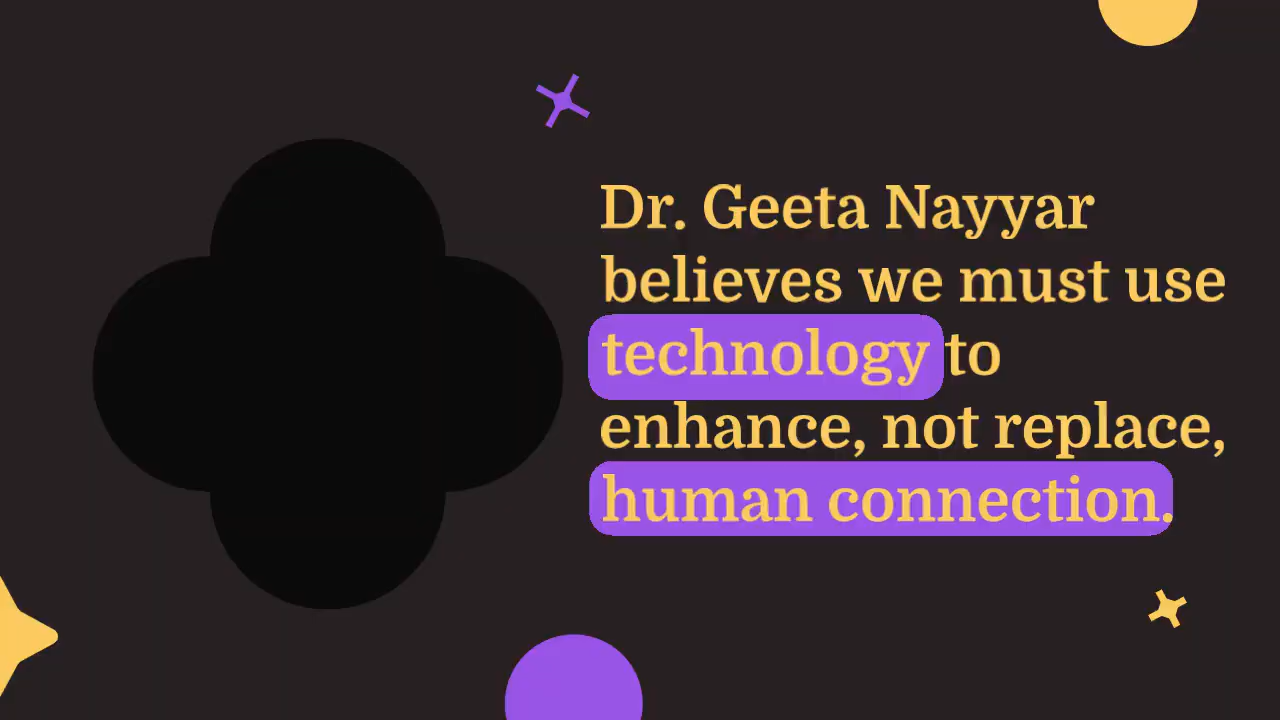 Dr. Geeta Nayyar
believes we must use
technology to
enhance, not replace,
human connection.